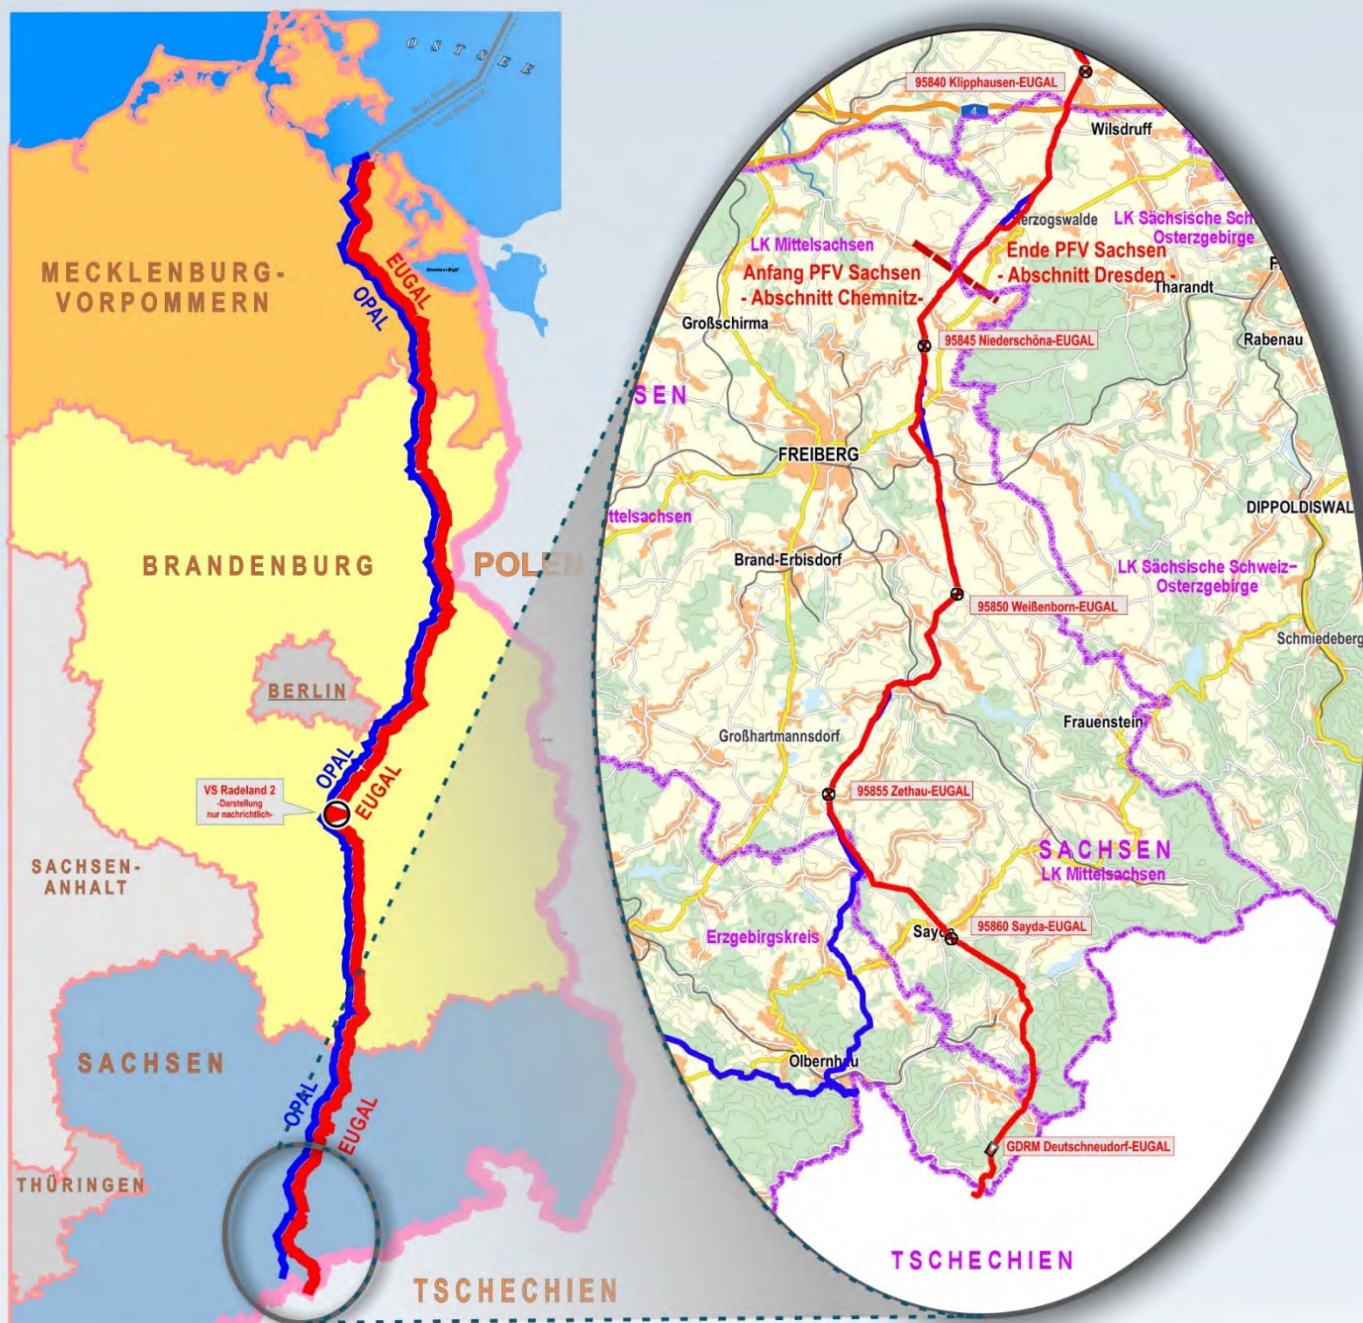 OSTSEE
MECKLENBURG-
VORPOMMERN
EUGAL
OPAL
BRANDENBURG
POLEN
BERLIN
OPAL
EUGAL
VS Radeland 2
-Darstellung
nur nachrichtlich-
SACHSEN-
ANHALT
SACHSEN
OPAL
EUGAL
THÜRINGEN
TSCHECHIEN
95840 Klipphausen-EUGAL
4
Wilsdruff
Herzogswalde
LK Sächsische Sch
Osterzgebirge
LK Mittelsachsen
Anfang PFV Sachsen
- Abschnitt Chemnitz-
Ende PFV Sachsen
- Abschnitt Dresden -
F
Tharandt
Großschirma
95845 Niederschöna-EUGAL
Rabenau
SEN
FREIBERG
ttelsachsen
DIPPOLDISWAL
Brand-Erbisdorf
LK Sächsische Schweiz-
Osterzgebirge
95850 Weißenborn-EUGAL
Schmiedeberg
Großhartmannsdorf
Frauenstein
95855 Zethau-EUGAL
SACHSEN
LK Mittelsachsen
Erzgebirgskreis
Sayda
95860 Sayda-EUGAL
Olbernhau
GDRM Deutschneudorf-EUGAL
TSCHECHIEN